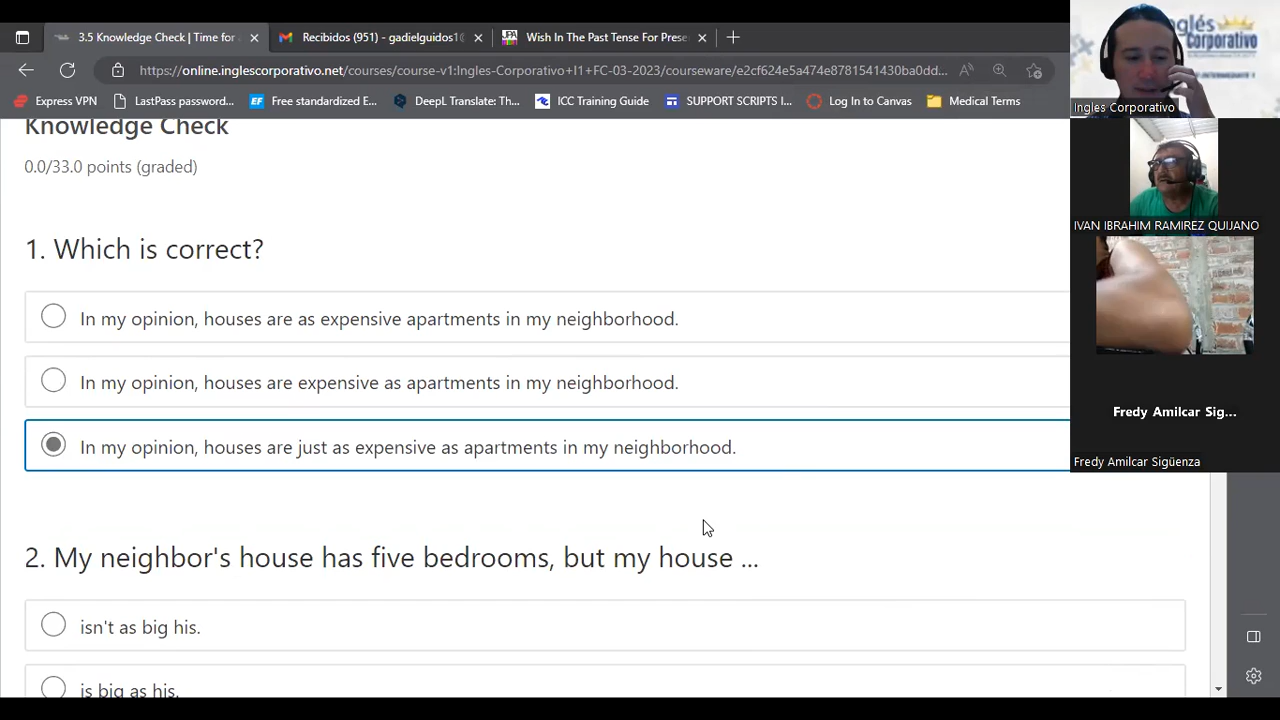 3.5 Knowledge Check | Time for
Recibidos (951) - gadielguidos1@
Wish In The Past Tense For Prese
https://online.inglescorporativo.net/courses/course-v1:Ingles-Corporativo+I1+FC-03-2023/courseware/e2cf624e5a474e8781541430ba0dd...
Express VPN
LastPass password...
EF Free standardized E...
DeepL Translate: Th...
ICC Training Guide
SUPPORT SCRIPTS I...
Log In to Canvas
Medical Terms
Knowledge Check
0.0/33.0 points (graded)
1. Which is correct?
In my opinion, houses are as expensive apartments in my neighborhood.
In my opinion, houses are expensive as apartments in my neighborhood.
In my opinion, houses are just as expensive as apartments in my neighborhood.
2. My neighbor's house has five bedrooms, but my house ...
isn't as big his.
is big as his.
Inglés
Corporativo
Ingles Corporativo
IVAN IBRAHIM RAMIREZ QUIJANO
Fredy Amilcar Sig...
Fredy Amilcar Sigüenza